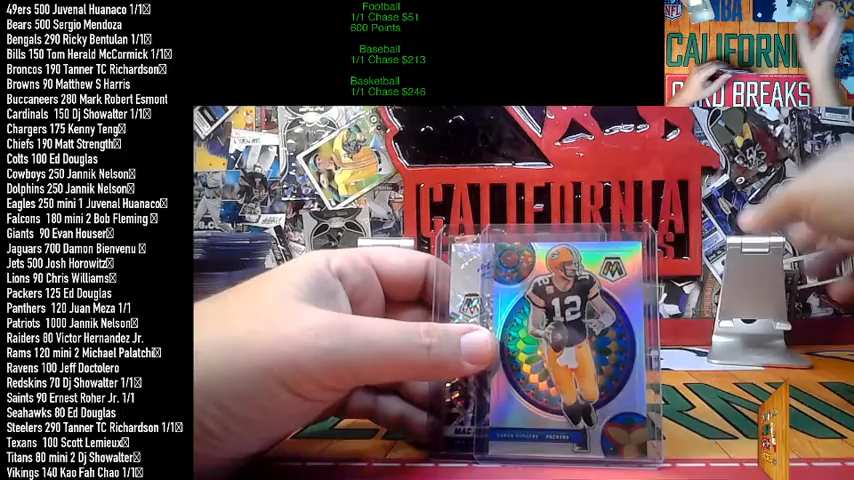 49ers 500 Juvenal Huanaco 1/1
Bears 500 Sergio Mendoza
Bengals 290 Ricky Bentulan 1/1
Bills 150 Tom Herald McCormick 1/1
Broncos 190 Tanner TC Richardson
Browns 90 Matthew S Harris
Buccaneers 280 Mark Robert Esmont
Cardinals 150 Dj Showalter 1/1
Chargers 175 Kenny Teng
Chiefs 190 Matt Strength
Colts 100 Ed Douglas
Cowboys 250 Jannik Nelson
Dolphins 250 Jannik Nelson
Eagles 250 mini 1 Juvenal Huanaco
Falcons 180 mini 2 Bob Fleming
Giants 90 Evan Houser
Jaguars 700 Damon Bienvenu
Jets 500 Josh Horowitz
Lions 90 Chris Williams
Packers 125 Ed Douglas
Panthers 120 Juan Meza 1/1
Patriots 1000 Jannik Nelson
Raiders 80 Victor Hernandez Jr.
Rams 120 mini 2 Michael Palatchi
Ravens 100 Jeff Doctolero
Redskins 70 Dj Showalter 1/1
Saints 90 Ernest Roher Jr. 1/1
Seahawks 80 Ed Douglas
Steelers 290 Tanner TC Richardson 1/1
Texans 100 Scott Lemieux
Titans 80 mini 2 Dj Showalter
Vikings 140 Kao Fah Chao 1/1
Football
1/1 Chase $51
600 Points
Baseball
1/1 Chase $213
Basketball
1/1 Chase $246
NFL
CALIFORN
CARD BREAKS
CALIFORNIA
12
AARON RODGERS PACKERS
MAC